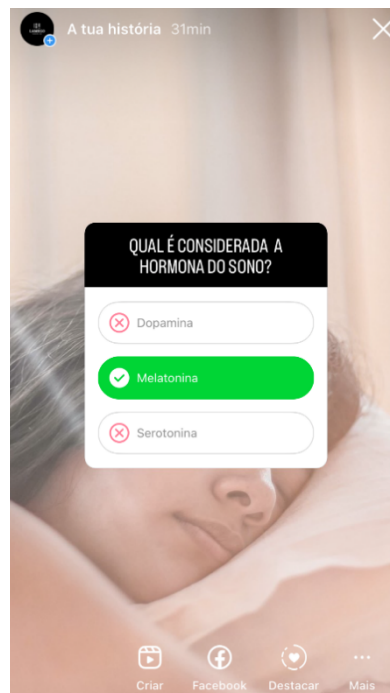 A tua história 31min
QUAL É CONSIDERADA A
HORMONA DO SONO?
Dopamina
Melatonina
Serotonina
Criar Facebook Destacar Mais